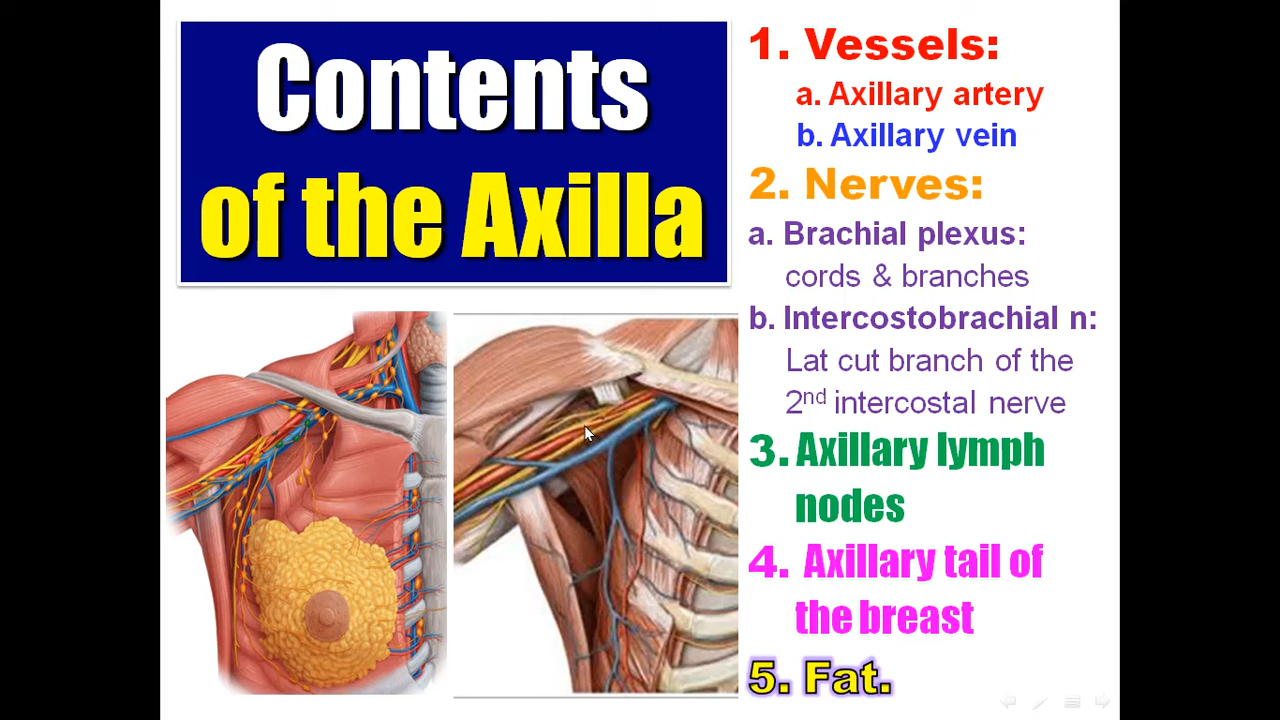 Contents
of the Axilla
1. Vessels:
a. Axillary artery
b. Axillary vein
2. Nerves:
a. Brachial plexus:
cords & branches
b. Intercostobrachial n:
Lat cut branch of the
2nd intercostal nerve
3. Axillary lymph
nodes
4. Axillary tail of
the breast
5. Fat.